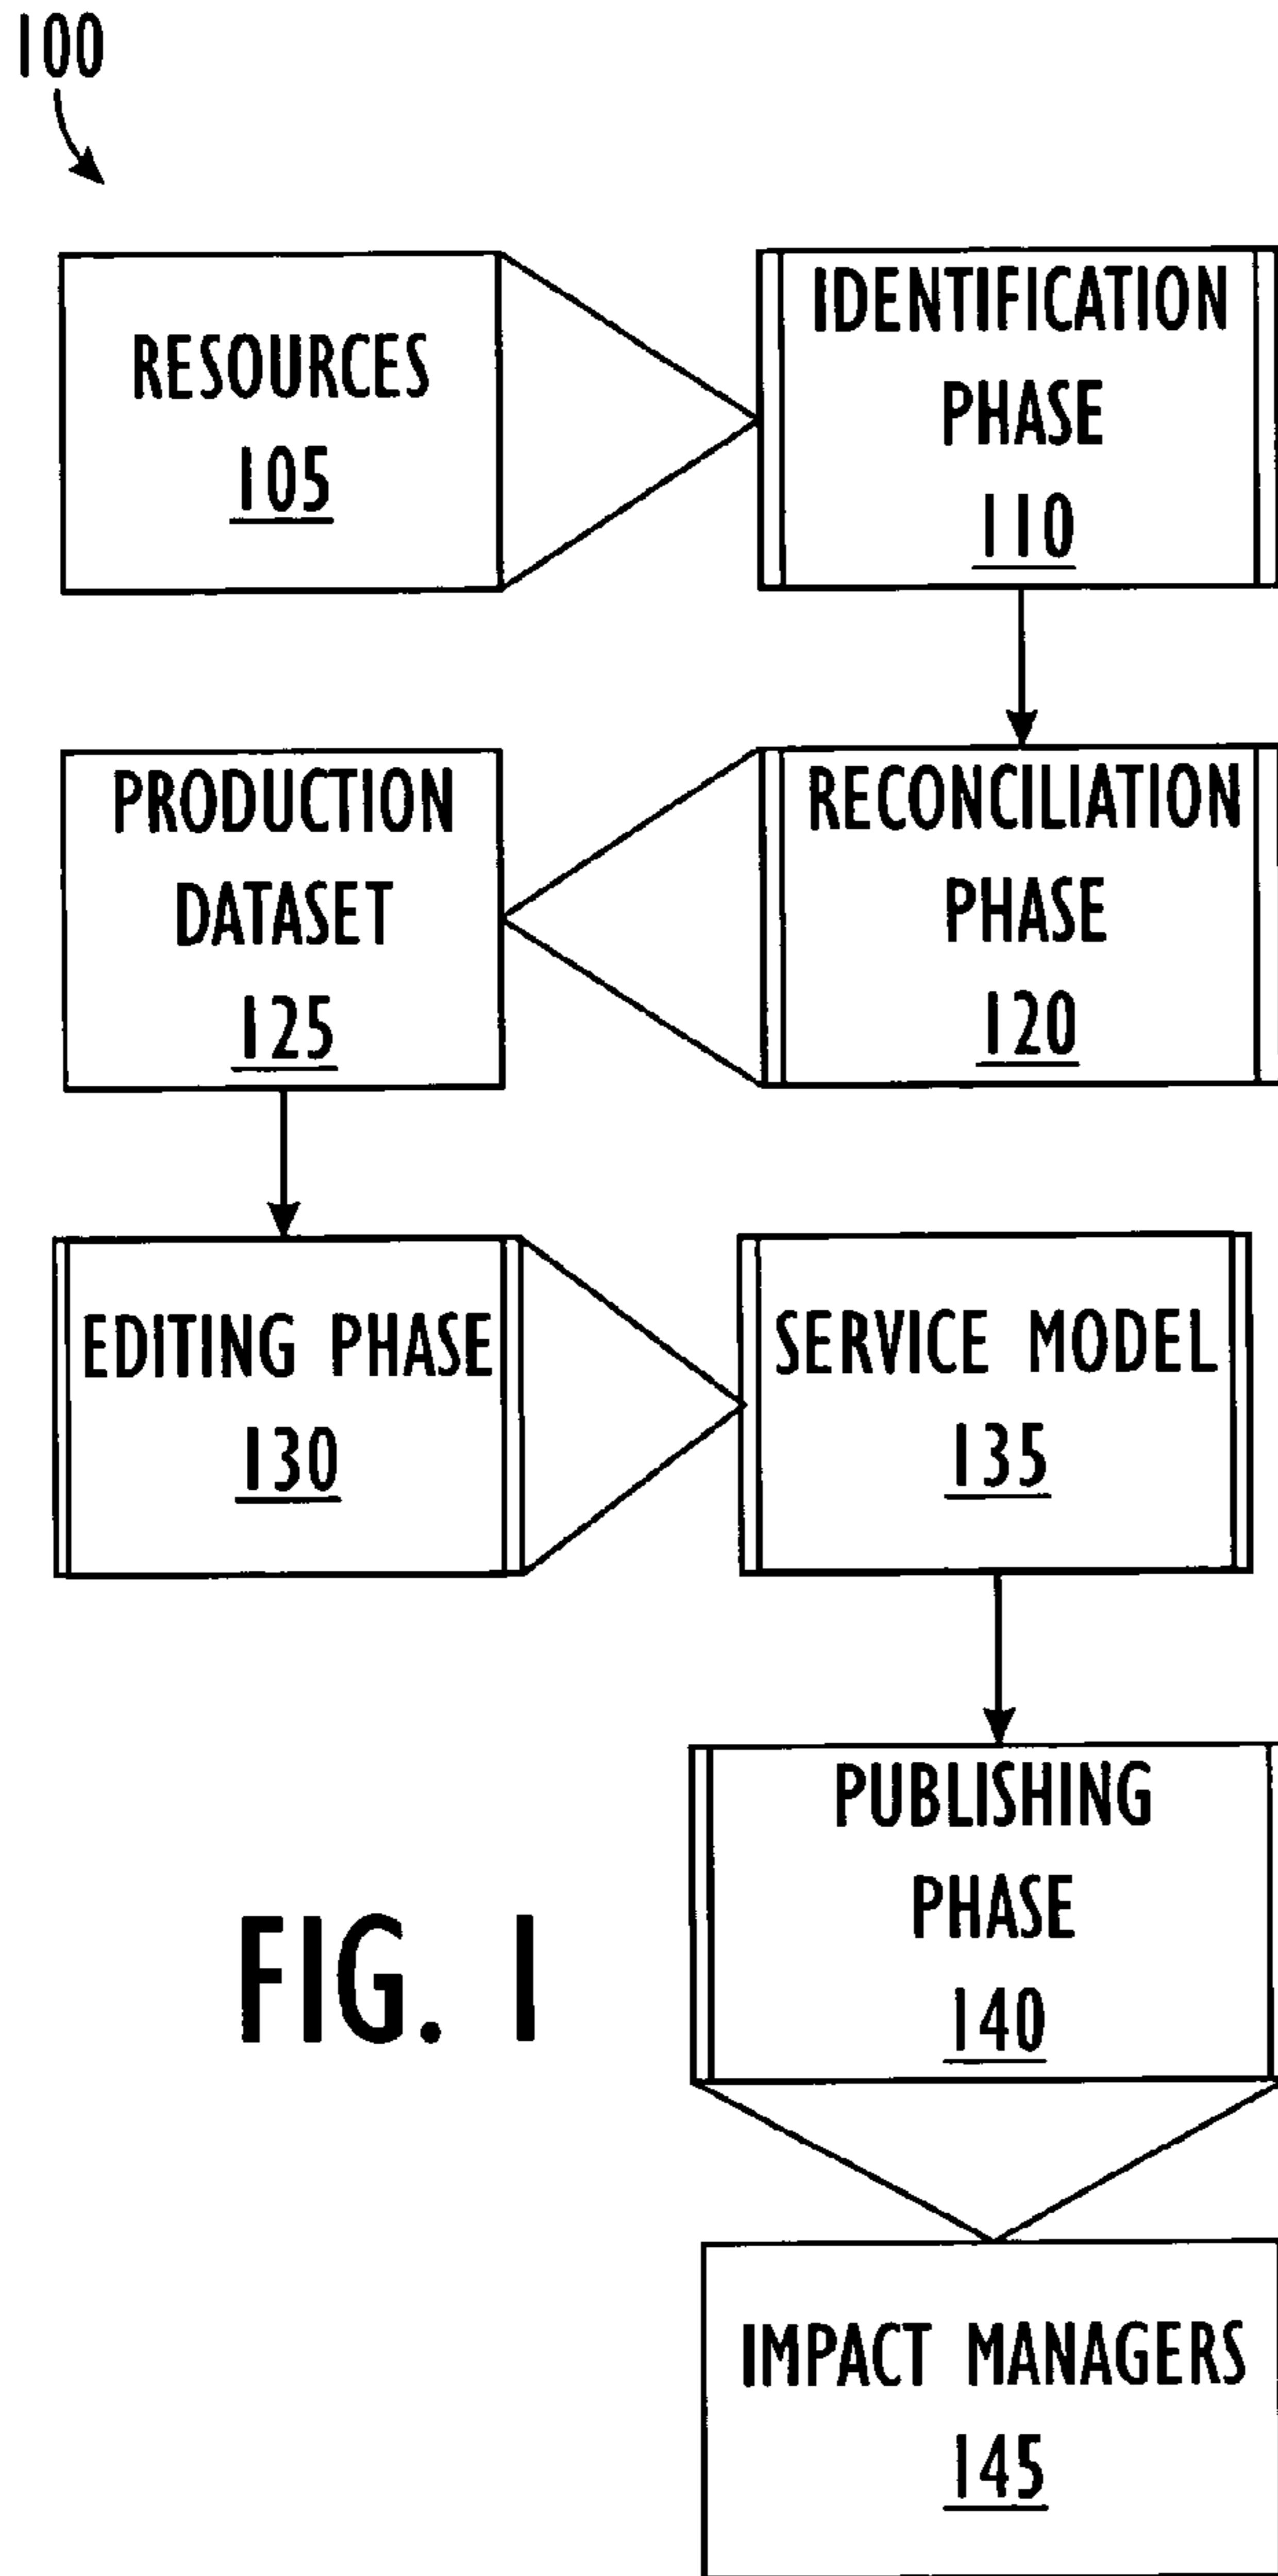 100
RESOURCES
105
IDENTIFICATION
PHASE
110
PRODUCTION
DATASET
125
RECONCILIATION
PHASE
120
EDITING PHASE
130
SERVICE MODEL
135
PUBLISHING
PHASE
140
FIG. 1
IMPACT MANAGERS
145